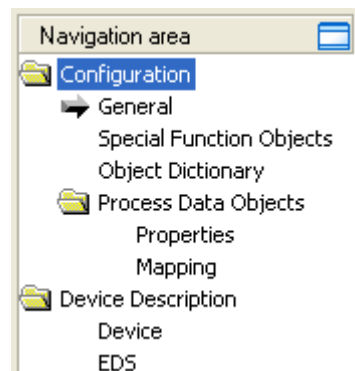 Navigation area
Configuration
General
Special Function Objects
Object Dictionary
Process Data Objects
Properties
Mapping
Device Description
Device
EDS